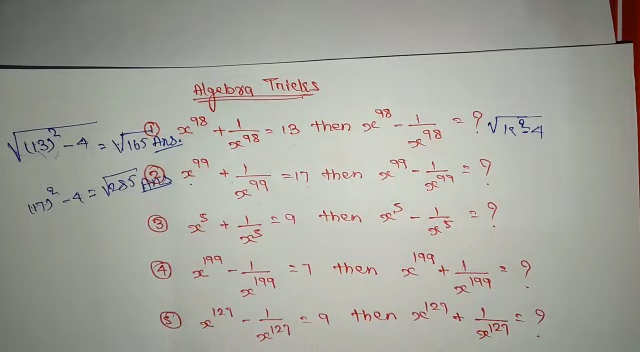 Algebra Tricks
√(13)² - 4 = √165 Ans. ① x⁹⁸ + 1/x⁹⁸ = 13 then x⁹⁸ - 1/x⁹⁸ = ? √k² - 4
(17)² - 4 = √285 Ans ② x⁹⁹ + 1/x⁹⁹ = 17 then x⁹⁹ - 1/x⁹⁹ = ?
③ x⁵ + 1/x⁵ = 9 then x⁵ - 1/x⁵ = ?
④ x¹⁹⁹ - 1/x¹⁹⁹ = 7 then x¹⁹⁹ + 1/x¹⁹⁹ = ?
⑤ x¹²⁷ - 1/x¹²⁷ = 9 then x¹²⁷ + 1/x¹²⁷ = ?